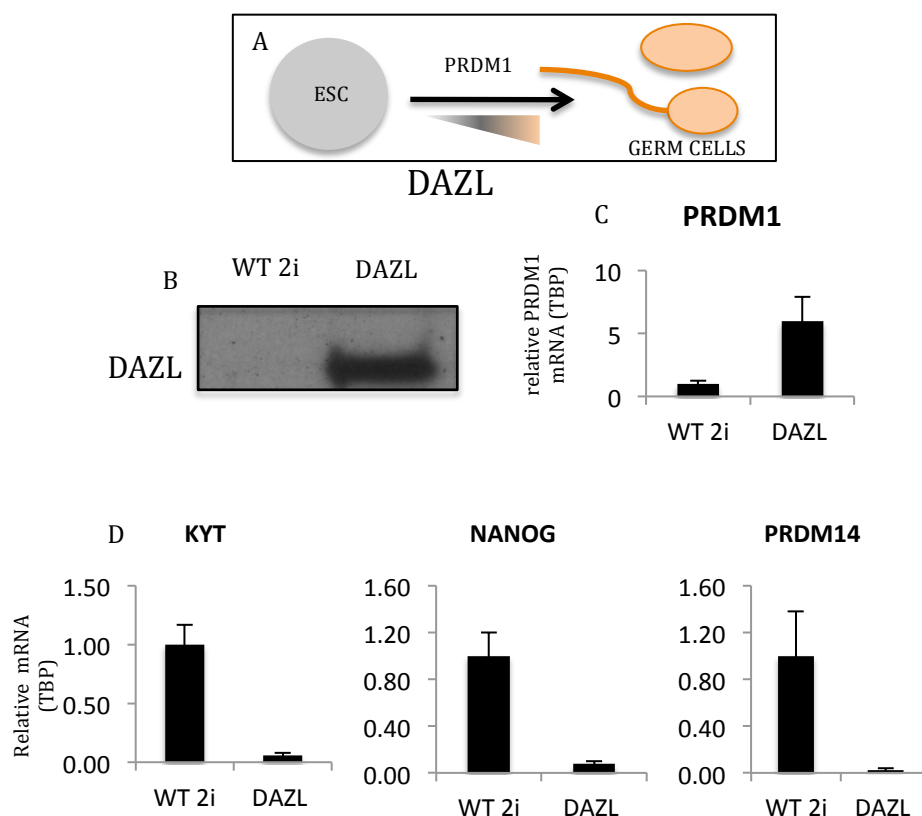 A
PRDM1
ESC
GERM CELLS
DAZL
C PRDM1
B
WT 2i DAZL
DAZL
relative PRDM1
mRNA (TBP)
10
5
0
WT 2i DAZL
D KYT
Relative mRNA
(TBP)
1.50
1.00
0.50
0.00
WT 2i DAZL
NANOG
1.60
1.20
0.80
0.40
0.00
WT 2i DAZL
PRDM14
1.60
1.20
0.80
0.40
0.00
WT 2i DAZL